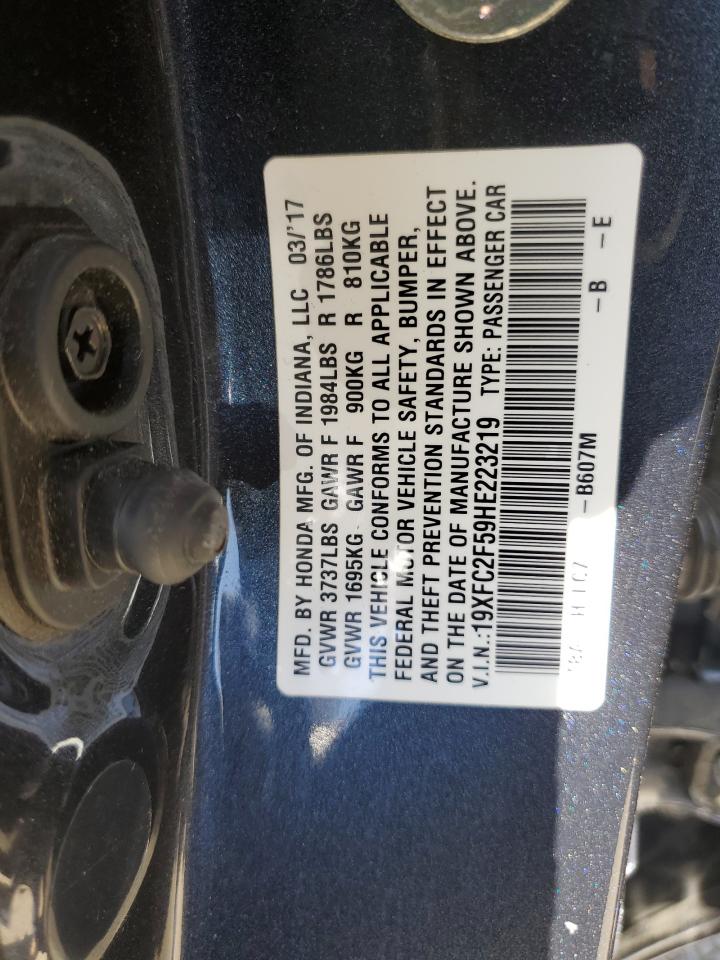 MFD. BY HONDA MFG. OF INDIANA, LLC 03/'17
GVWR 3737LBS GAWR F 1984LBS R 1786LBS
GVWR 1695KG GAWR F 900KG R 810KG
THIS VEHICLE CONFORMS TO ALL APPLICABLE
FEDERAL MOTOR VEHICLE SAFETY, BUMPER,
AND THEFT PREVENTION STANDARDS IN EFFECT
ON THE DATE OF MANUFACTURE SHOWN ABOVE.
V.I.N.:19XFC2F59HE223219 TYPE: PASSENGER CAR
–B607M –B –E